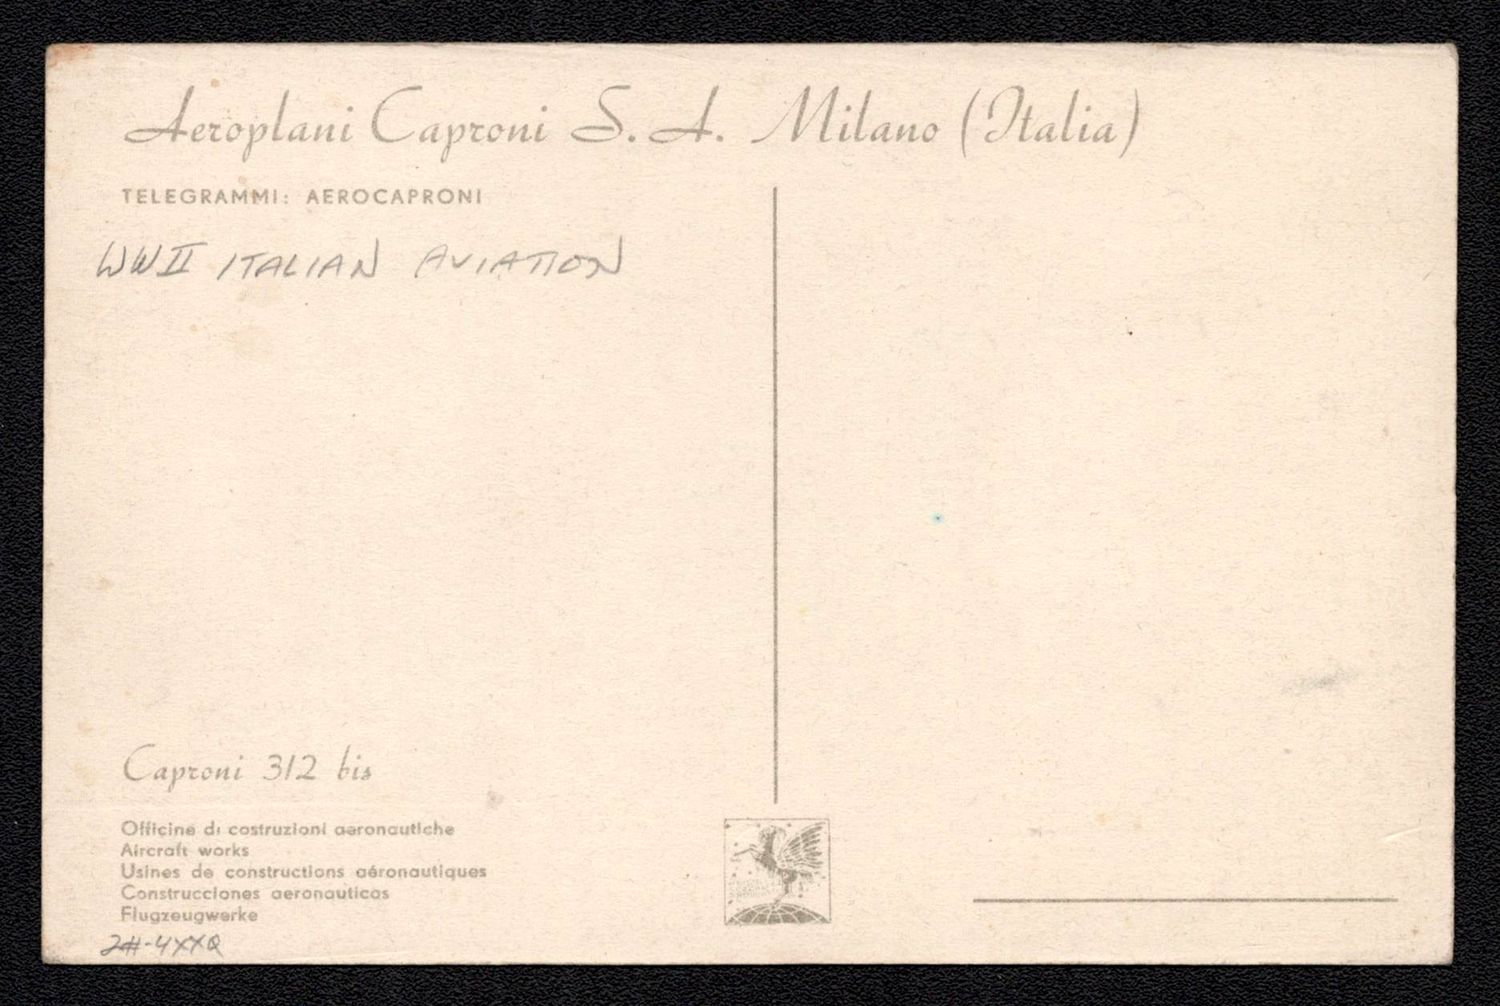 Aeroplani Caproni S. A. Milano (Italia)
TELEGRAMMI: AEROCAPRONI
WWII ITALIAN AVIATION
Caproni 312 bis
Officine di costruzioni aeronautiche
Aircraft works
Usines de constructions aéronautiques
Construcciones aeronauticas
Flugzeugwerke
2#-4XXQ